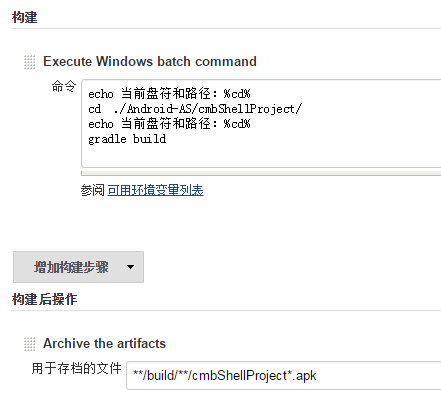 构建
Execute Windows batch command
命令
echo 当前盘符和路径：%cd%
cd ./Android-AS/cmbShellProject/
echo 当前盘符和路径：%cd%
gradle build
参阅 可用环境变量列表
增加构建步骤
构建后操作
Archive the artifacts
用于存档的文件 **/build/**/cmbShellProject*.apk